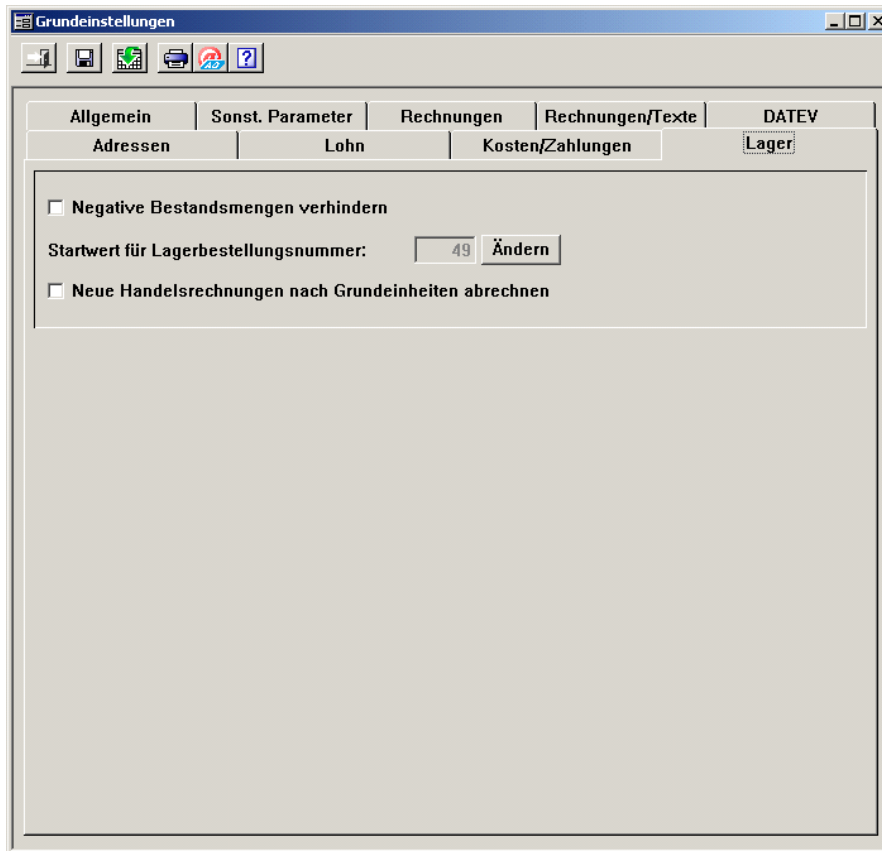 Grundeinstellungen
Allgemein Sonst. Parameter Rechnungen Rechnungen/Texte DATEV
Adressen Lohn Kosten/Zahlungen Lager
Negative Bestandsmengen verhindern
Startwert für Lagerbestellungsnummer: 49 Ändern
Neue Handelsrechnungen nach Grundeinheiten abrechnen